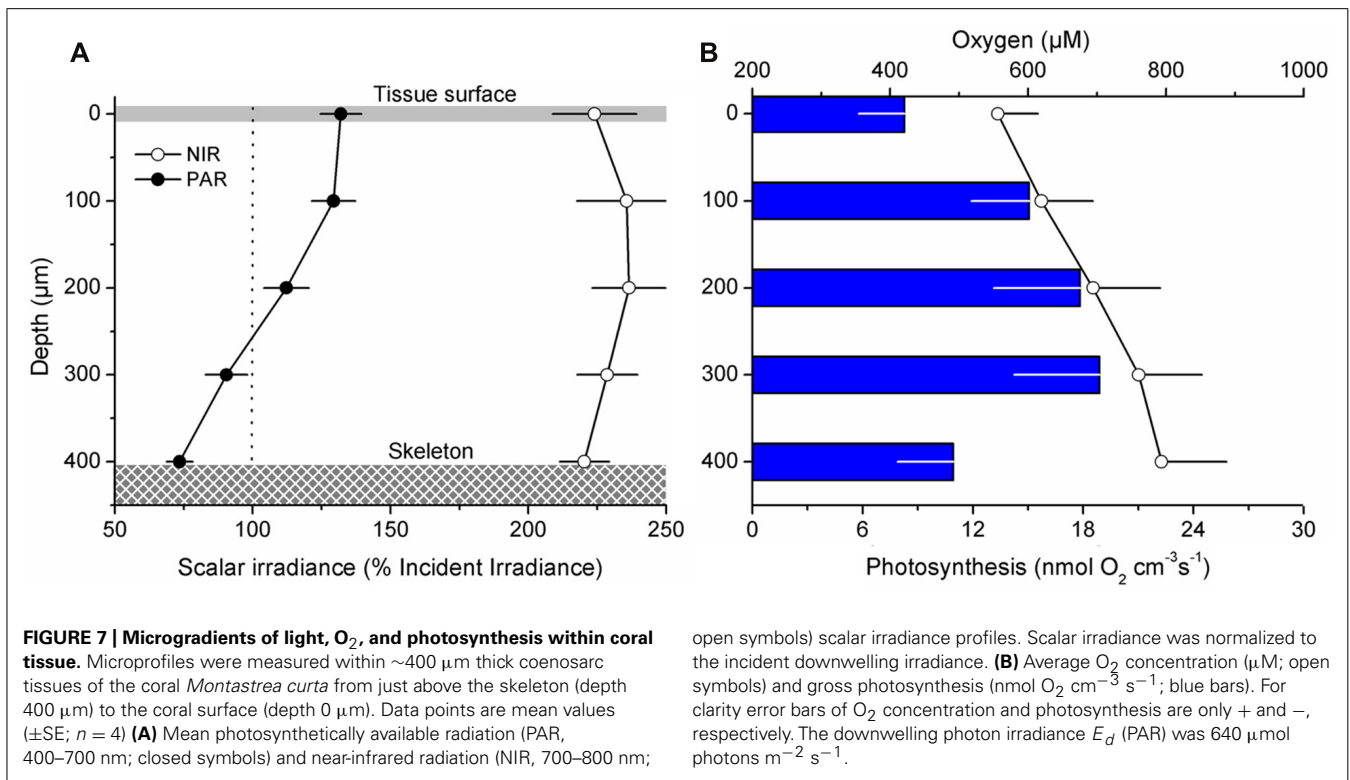 A
Tissue surface
0
100
200
300
400
Depth (µm)
NIR
PAR
Skeleton
50 100 150 200 250
Scalar irradiance (% Incident Irradiance)
B
Oxygen (µM)
200 400 600 800 1000
0
100
200
300
400
0 6 12 18 24 30
Photosynthesis (nmol O₂ cm⁻³s⁻¹)
FIGURE 7 | Microgradients of light, O₂, and photosynthesis within coral
tissue. Microprofiles were measured within ∼400 µm thick coenosarc
tissues of the coral Montastrea curta from just above the skeleton (depth
400 µm) to the coral surface (depth 0 µm). Data points are mean values
(±SE; n = 4) (A) Mean photosynthetically available radiation (PAR,
400–700 nm; closed symbols) and near-infrared radiation (NIR, 700–800 nm;
open symbols) scalar irradiance profiles. Scalar irradiance was normalized to
the incident downwelling irradiance. (B) Average O₂ concentration (µM; open
symbols) and gross photosynthesis (nmol O₂ cm⁻³ s⁻¹; blue bars). For
clarity error bars of O₂ concentration and photosynthesis are only + and −,
respectively. The downwelling photon irradiance E_d (PAR) was 640 µmol
photons m⁻² s⁻¹.